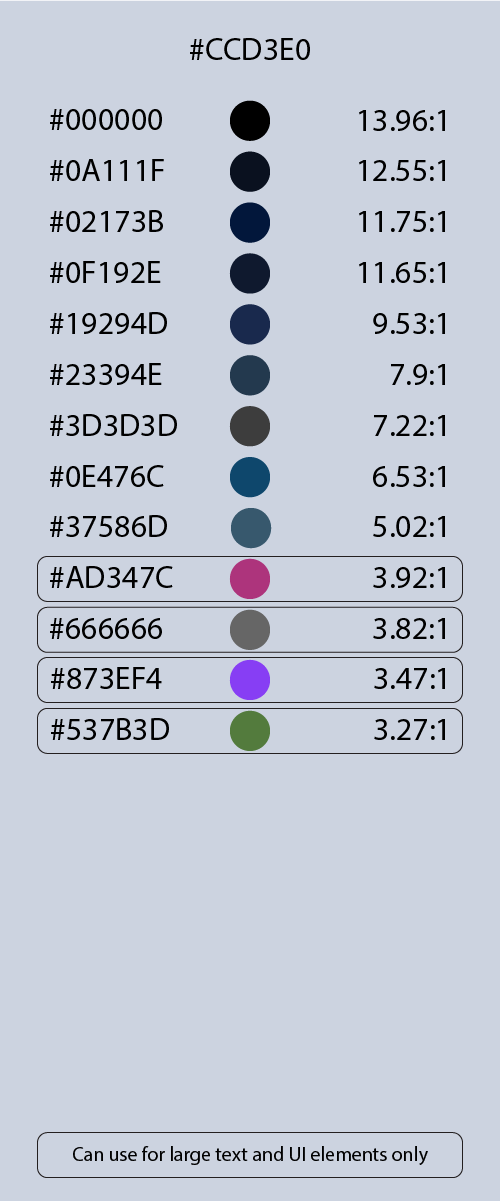 #CCD3E0
#000000 13.96:1
#0A111F 12.55:1
#02173B 11.75:1
#0F192E 11.65:1
#19294D 9.53:1
#23394E 7.9:1
#3D3D3D 7.22:1
#0E476C 6.53:1
#37586D 5.02:1
#AD347C 3.92:1
#666666 3.82:1
#873EF4 3.47:1
#537B3D 3.27:1
Can use for large text and UI elements only